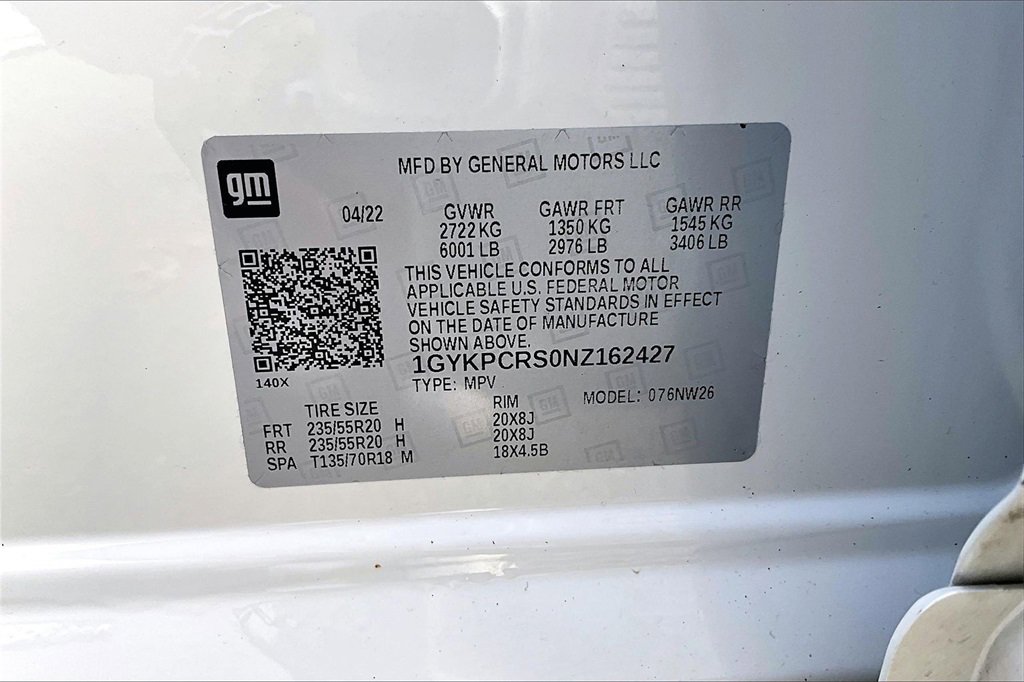 gm
MFD BY GENERAL MOTORS LLC
04/22
GVWR GAWR FRT GAWR RR
2722 KG 1350 KG 1545 KG
6001 LB 2976 LB 3406 LB
THIS VEHICLE CONFORMS TO ALL
APPLICABLE U.S. FEDERAL MOTOR
VEHICLE SAFETY STANDARDS IN EFFECT
ON THE DATE OF MANUFACTURE
SHOWN ABOVE.
1GYKPCRS0NZ162427
140X
TYPE: MPV
MODEL: 076NW26
TIRE SIZE RIM
FRT 235/55R20 H 20X8J
RR 235/55R20 H 20X8J
SPA T135/70R18 M 18X4.5B